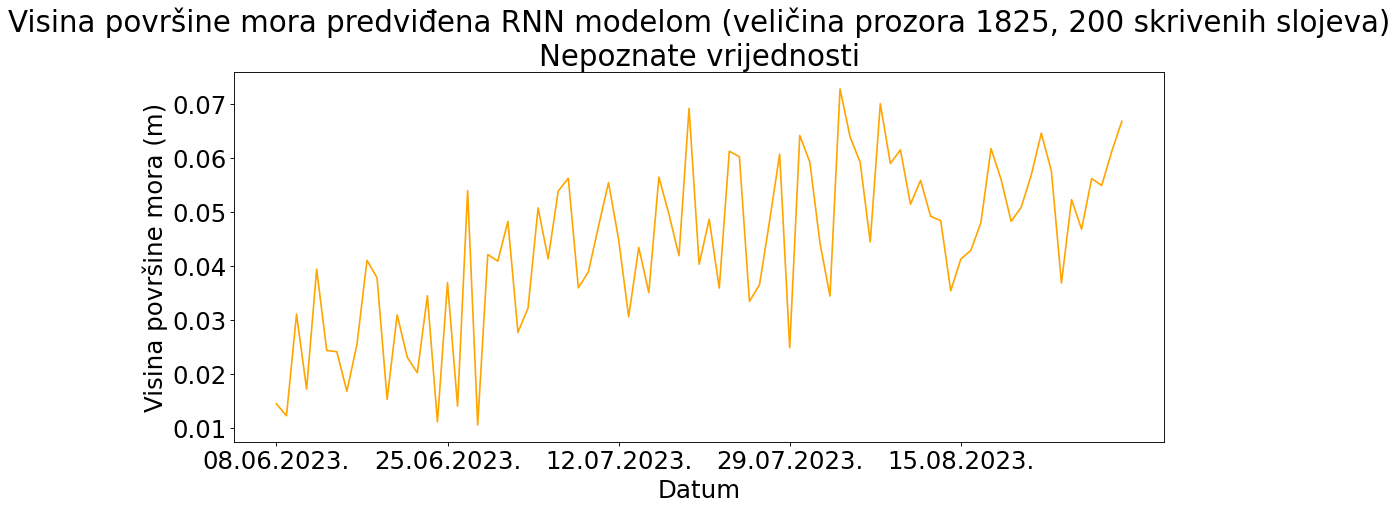 Visina površine mora predviđena RNN modelom (veličina prozora 1825, 200 skrivenih slojeva)
Nepoznate vrijednosti
Visina površine mora (m)
0.07
0.06
0.05
0.04
0.03
0.02
0.01
08.06.2023. 25.06.2023. 12.07.2023. 29.07.2023. 15.08.2023.
Datum